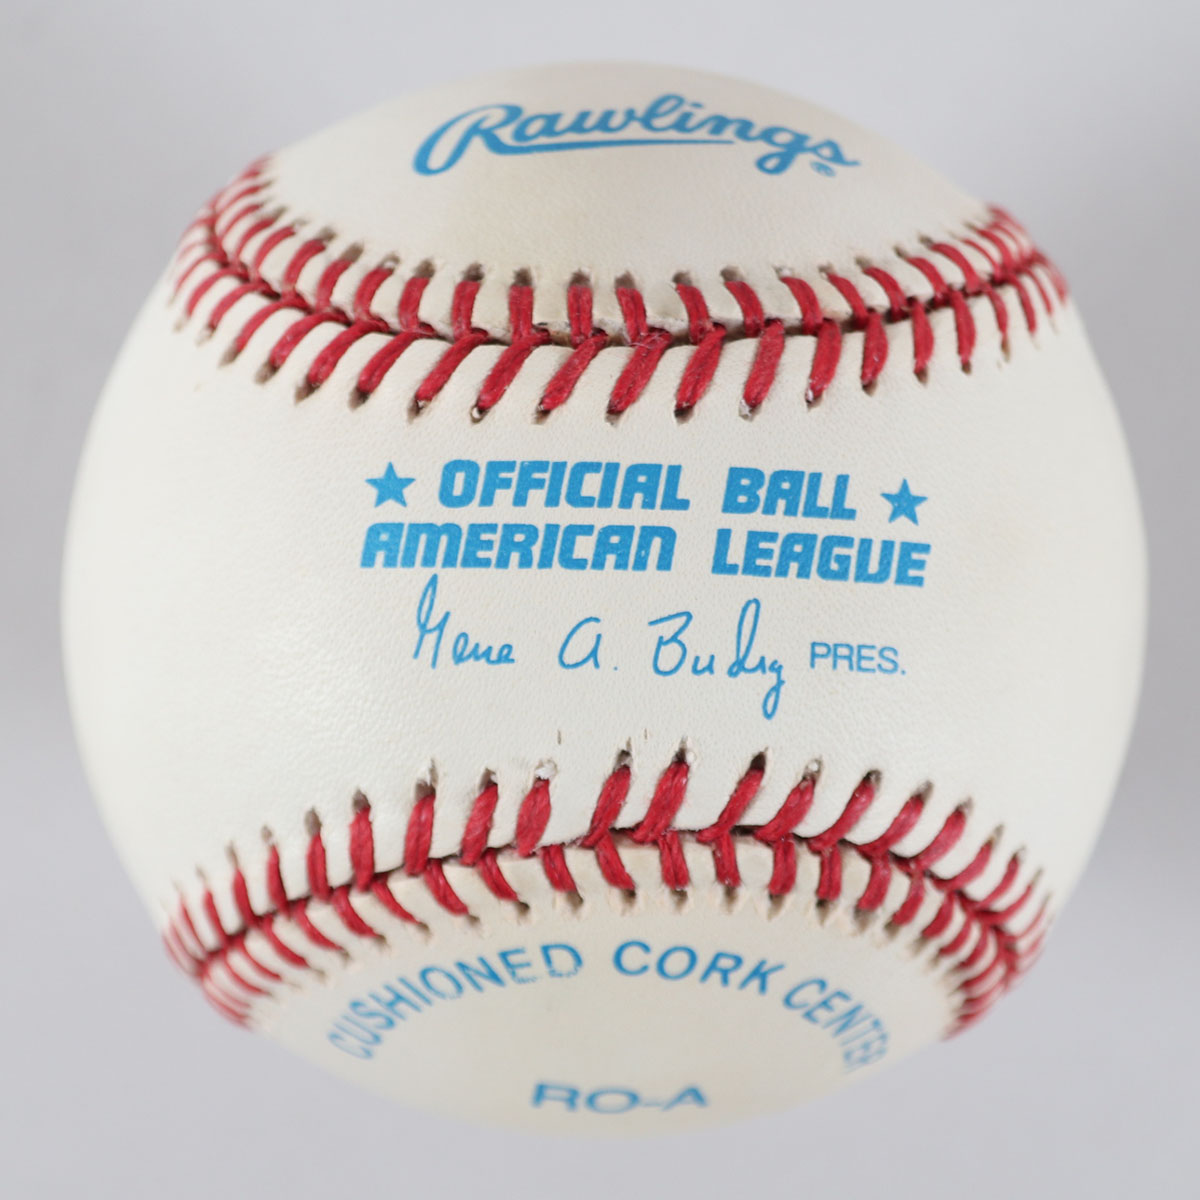 Rawlings®
★ OFFICIAL BALL ★
AMERICAN LEAGUE
Gene A. Budig PRES.
CUSHIONED CORK CENTER
RO-A